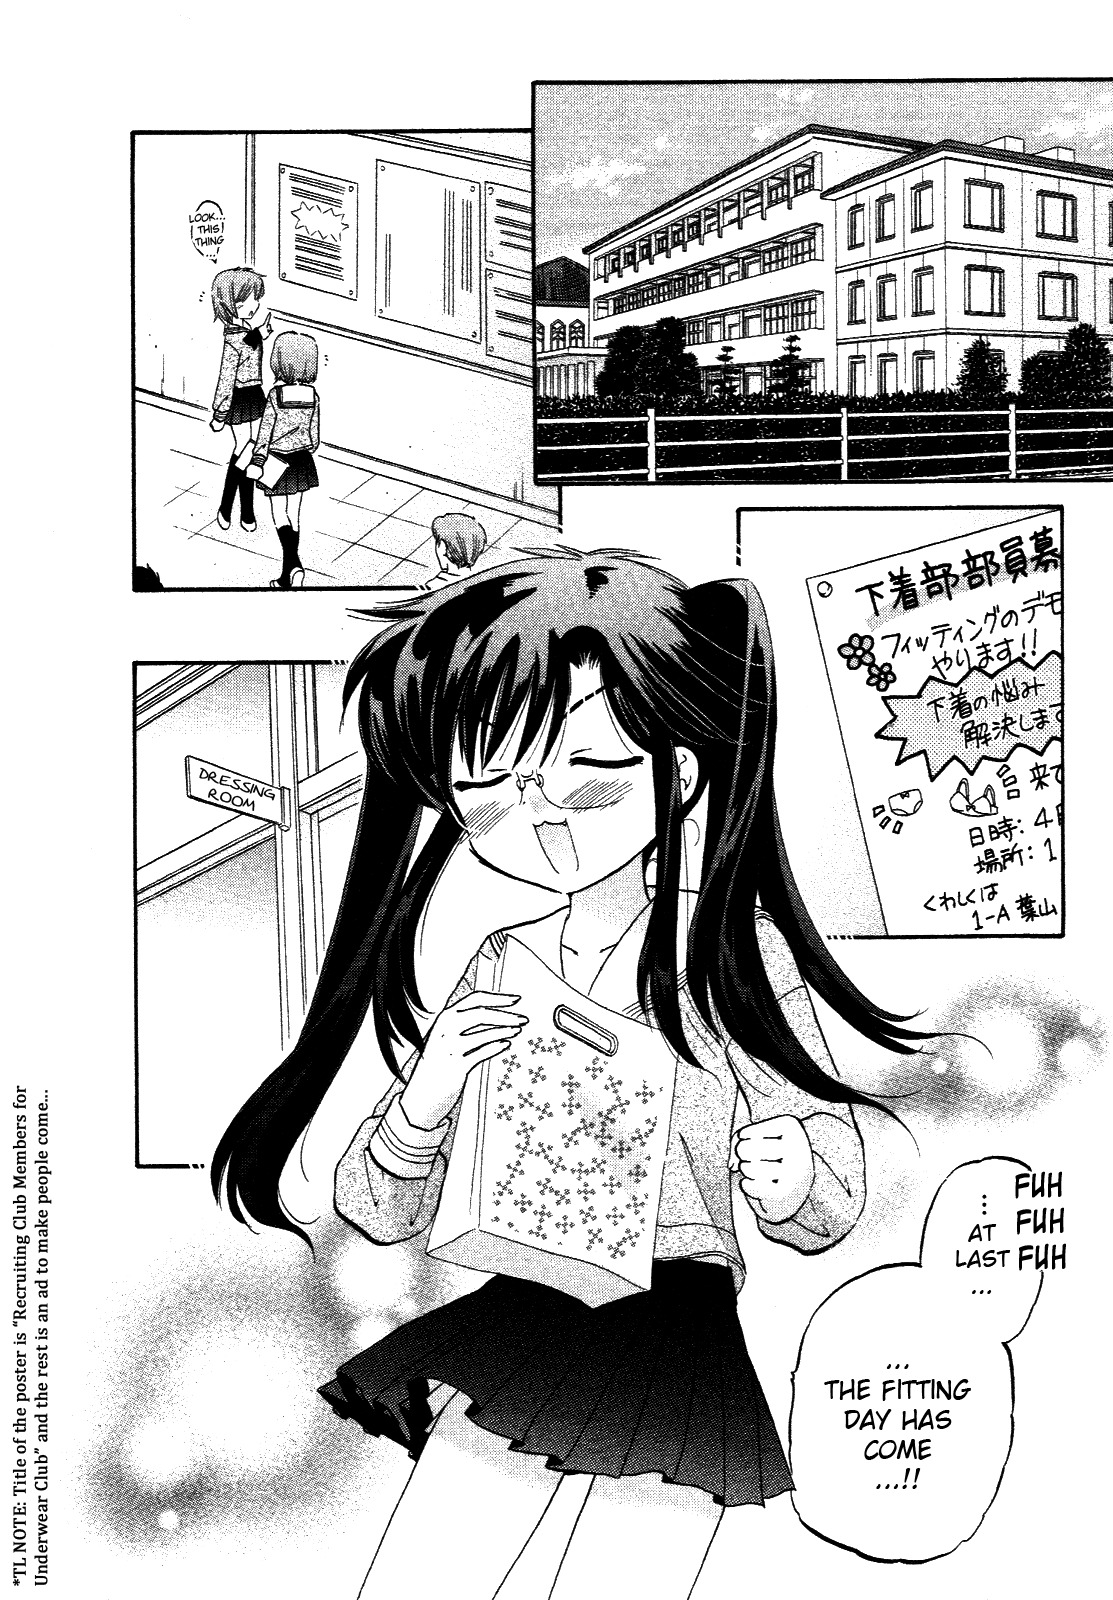 LOOK...
THIS
THING
...!
下着部部員募
フィッティングのデモ
やります!!
下着の悩み
解決します
来て
日時: 4月
場所: 1
くわしくは
1-A 葉山
DRESSING
ROOM
FUH
FUH
FUH
...
AT
LAST
...
...
THE FITTING
DAY HAS
COME
...!!
*TL NOTE: Title of the poster is "Recruiting Club Members for
Underwear Club" and the rest is an ad to make people come...